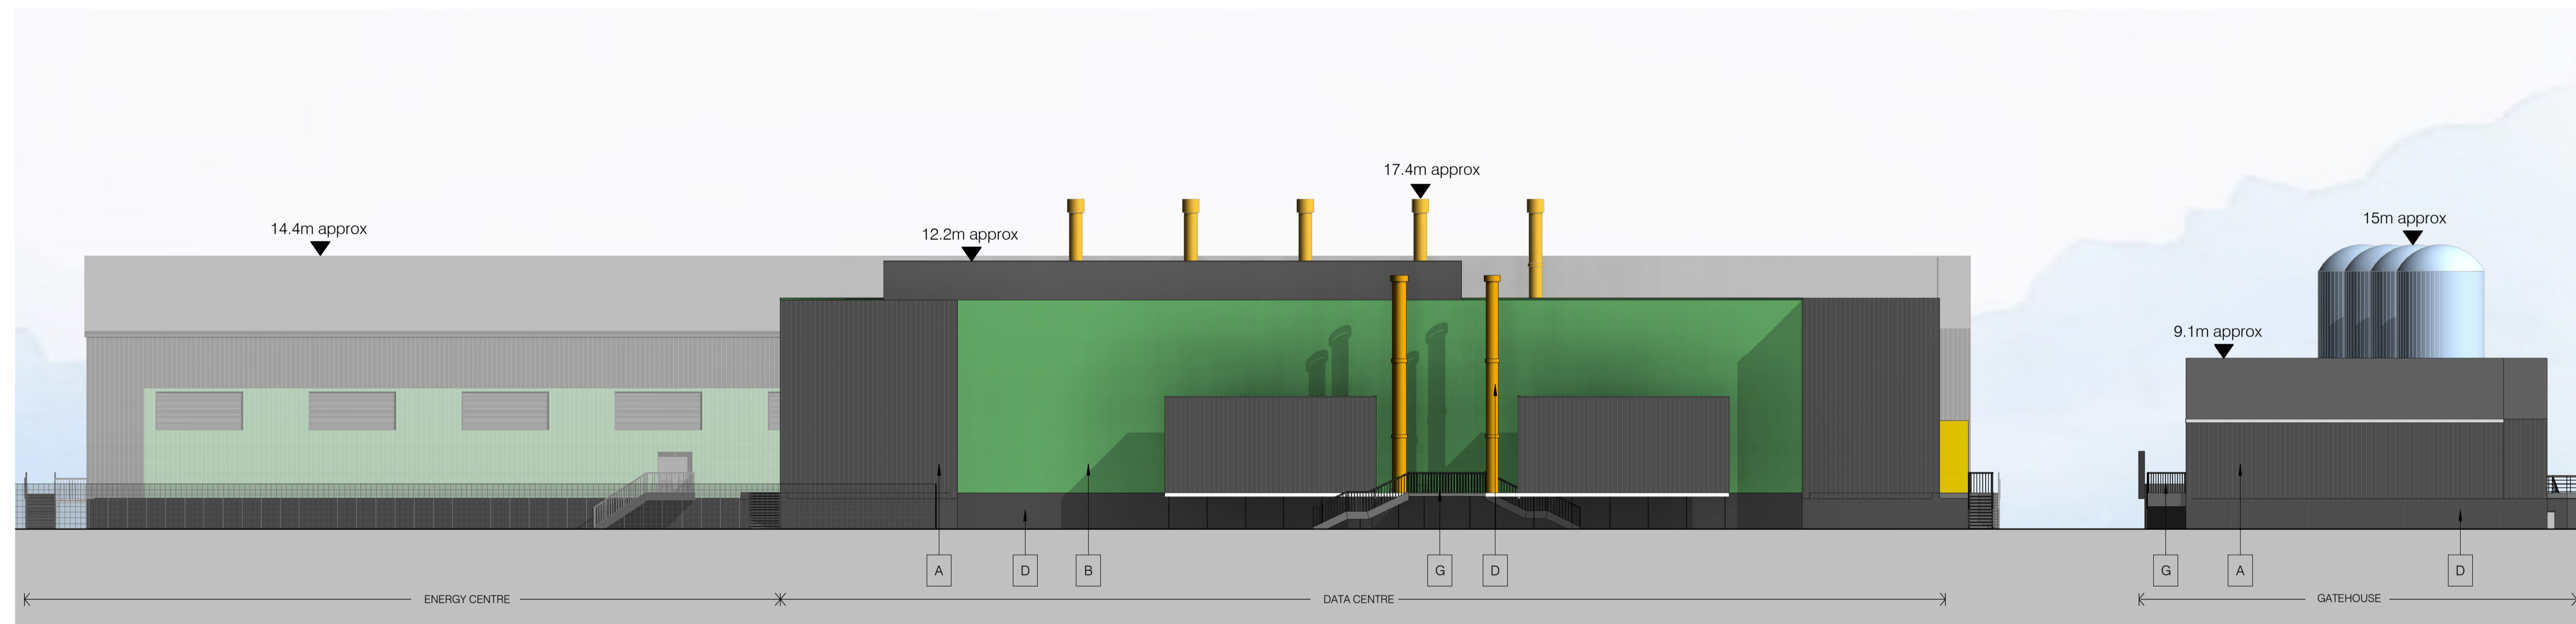 17.4m approx
15m approx
14.4m approx
12.2m approx
9.1m approx
A
D
B
G
D
G
A
D
ENERGY CENTRE
DATA CENTRE
GATEHOUSE